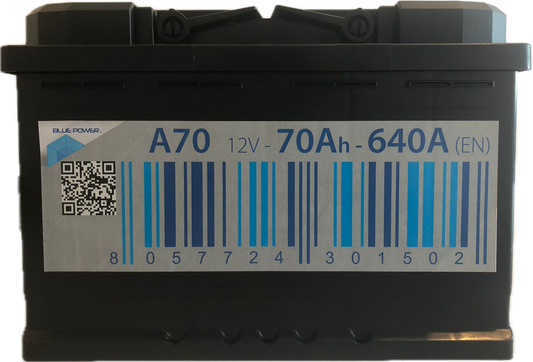 BLUE POWER.
A70 12V - 70Ah - 640A (EN)
8 057724 301502